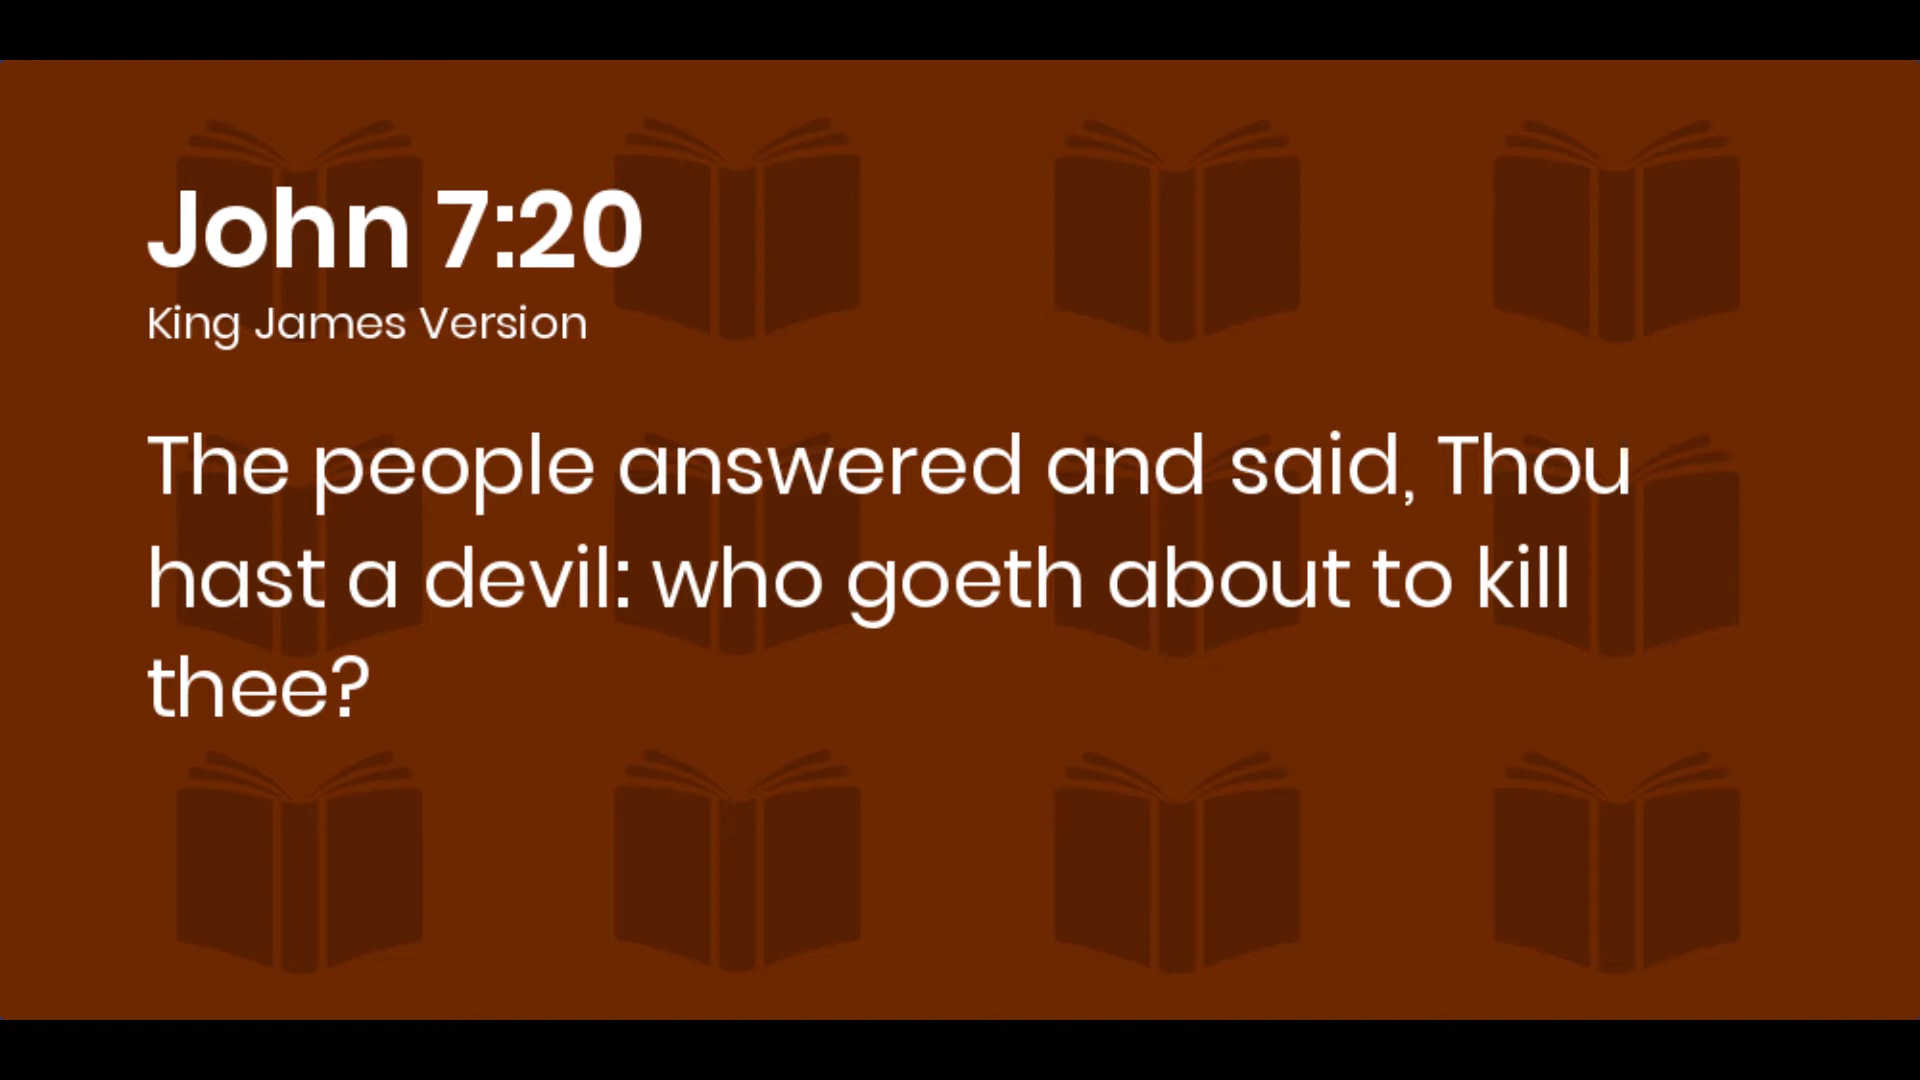 John 7:20
King James Version
The people answered and said, Thou
hast a devil: who goeth about to kill
thee?